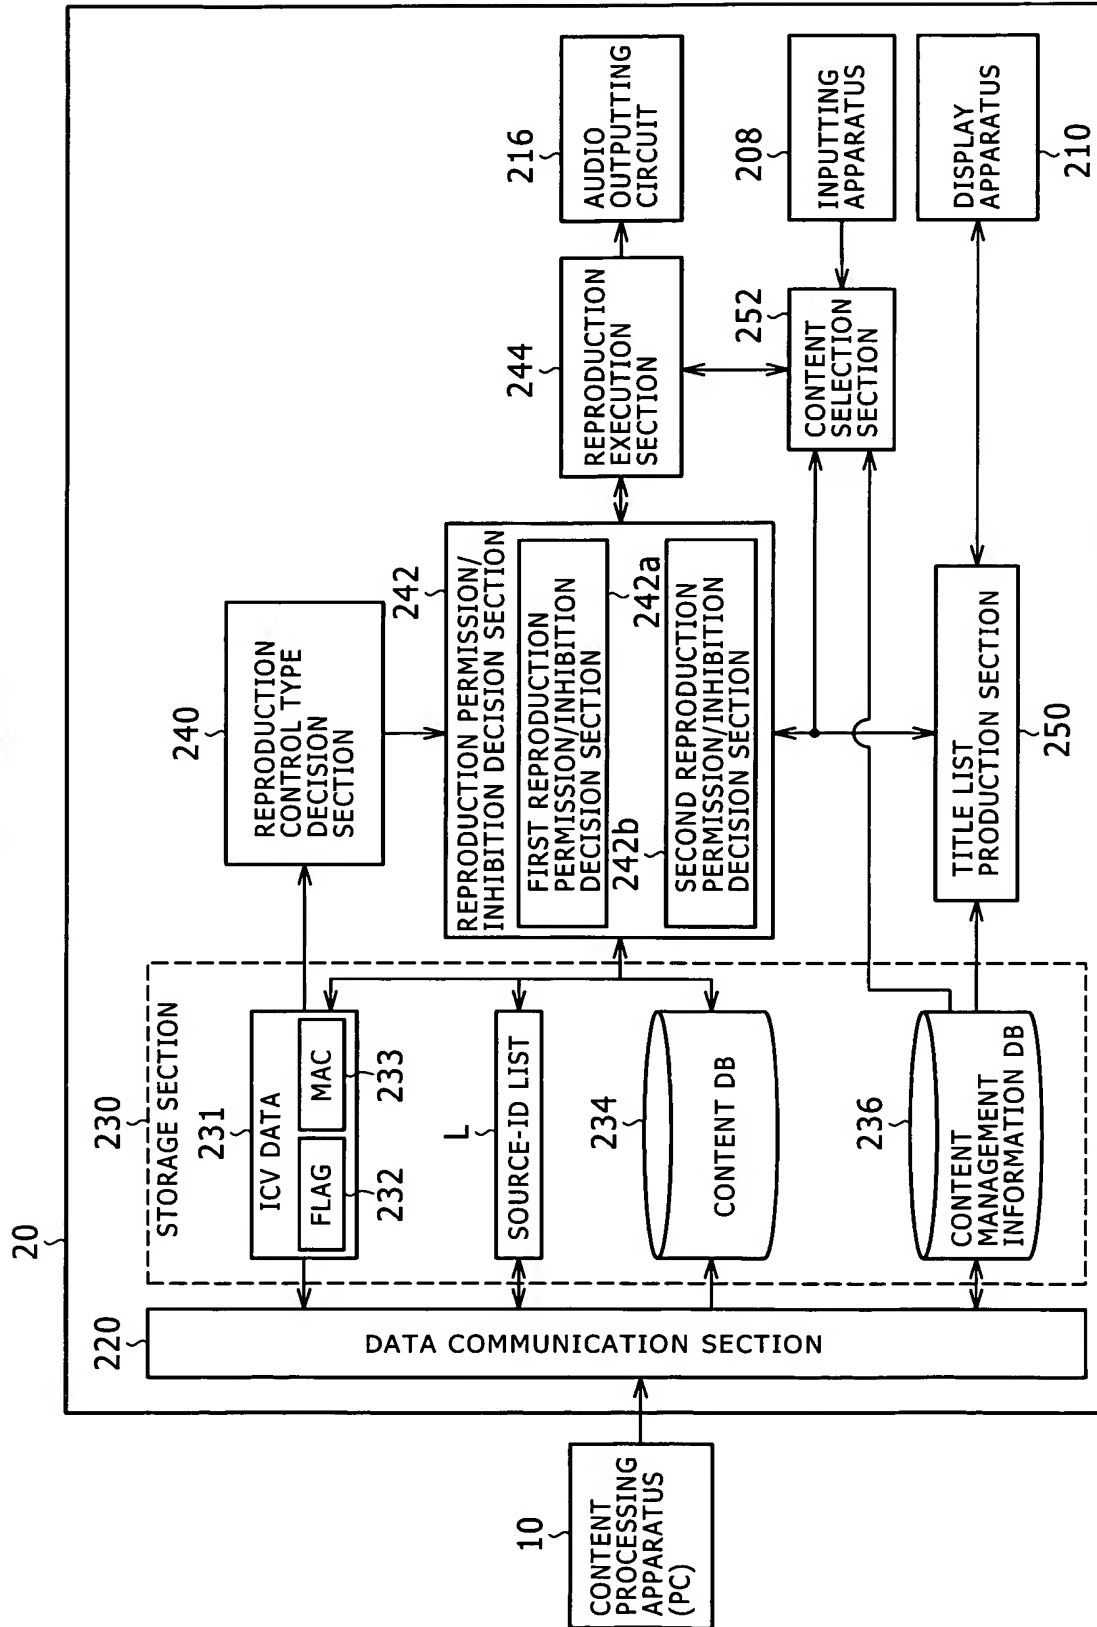 20
10
CONTENT
PROCESSING
APPARATUS
(PC)
220
DATA COMMUNICATION SECTION
230
STORAGE SECTION
231
ICV DATA
FLAG
232
MAC
233
L
SOURCE-ID LIST
234
CONTENT DB
236
CONTENT
MANAGEMENT
INFORMATION DB
240
REPRODUCTION
CONTROL TYPE
DECISION
SECTION
242
REPRODUCTION PERMISSION/
INHIBITION DECISION SECTION
FIRST REPRODUCTION
PERMISSION/INHIBITION
DECISION SECTION
242a
242b
SECOND REPRODUCTION
PERMISSION/INHIBITION
DECISION SECTION
244
REPRODUCTION
EXECUTION
SECTION
216
AUDIO
OUTPUTTING
CIRCUIT
252
CONTENT
SELECTION
SECTION
208
INPUTTING
APPARATUS
TITLE LIST
PRODUCTION SECTION
250
DISPLAY
APPARATUS
210